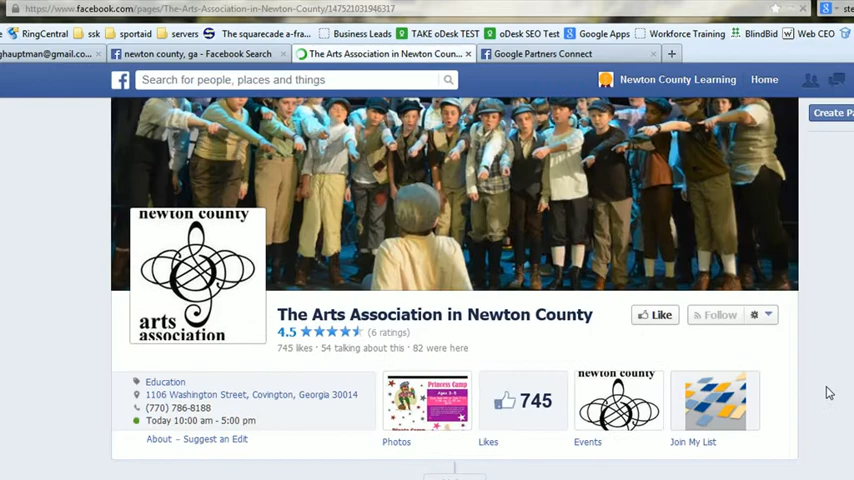 https://www.facebook.com/pages/The-Arts-Association-in-Newton-County/147521031946317
RingCentral ssk sportaid servers The squarecade a-fra... Business Leads TAKE oDesk TEST oDesk SEO Test Google Apps Workforce Training BlindBid Web CEO
ghauptman@gmail.co... newton county, ga - Facebook Search The Arts Association in Newton Coun... Google Partners Connect
Search for people, places and things Newton County Learning Home
Create Pa
newton county
arts
association
The Arts Association in Newton County Like Follow
4.5 (6 ratings)
745 likes · 54 talking about this · 82 were here
Education
1106 Washington Street, Covington, Georgia 30014
(770) 786-8188
Today 10:00 am - 5:00 pm
About - Suggest an Edit
Princess Camp
745
newton county
arts
association
Photos Likes Events Join My List